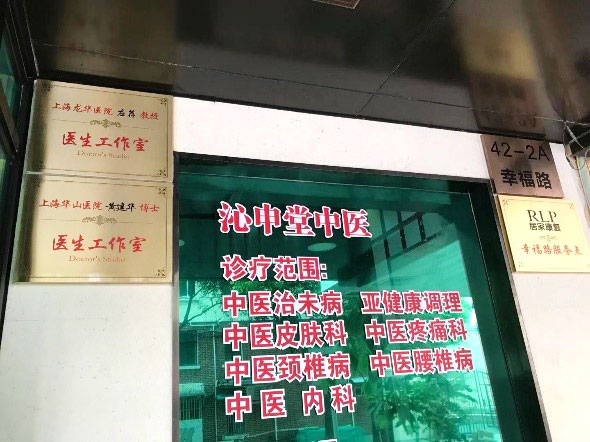 上海龙华医院 教授
医生工作室
Doctor's Studio
上海华山医院 黄建华 博士
医生工作室
Doctor's Studio
沁申堂中医
诊疗范围:
中医治未病 亚健康调理
中医皮肤科 中医疼痛科
中医颈椎病 中医腰椎病
中医 内科
42-2A
幸福路
RLP
居家康复
幸福路服务点